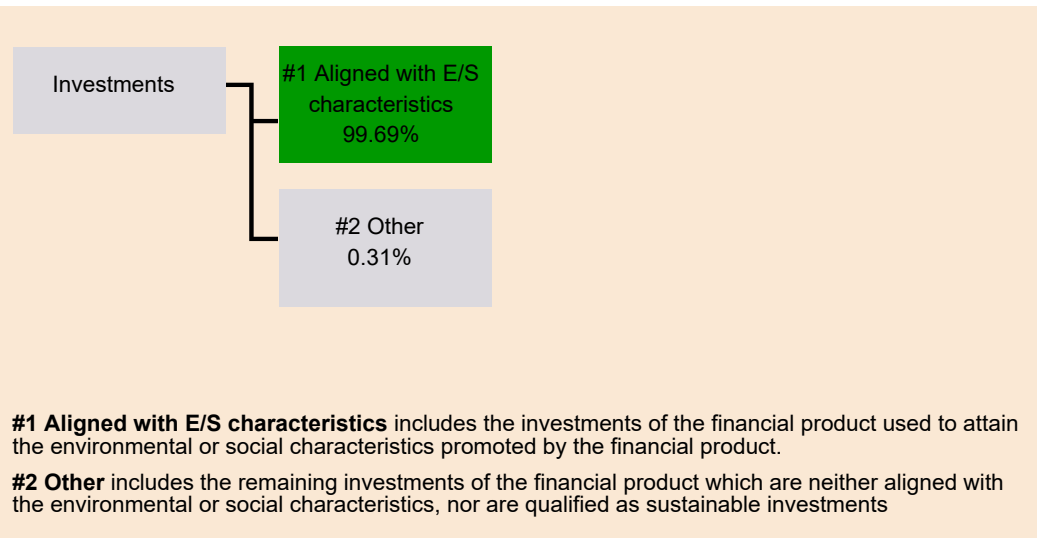 Investments
#1 Aligned with E/S
characteristics
99.69%
#2 Other
0.31%
#1 Aligned with E/S characteristics includes the investments of the financial product used to attain
the environmental or social characteristics promoted by the financial product.
#2 Other includes the remaining investments of the financial product which are neither aligned with
the environmental or social characteristics, nor are qualified as sustainable investments